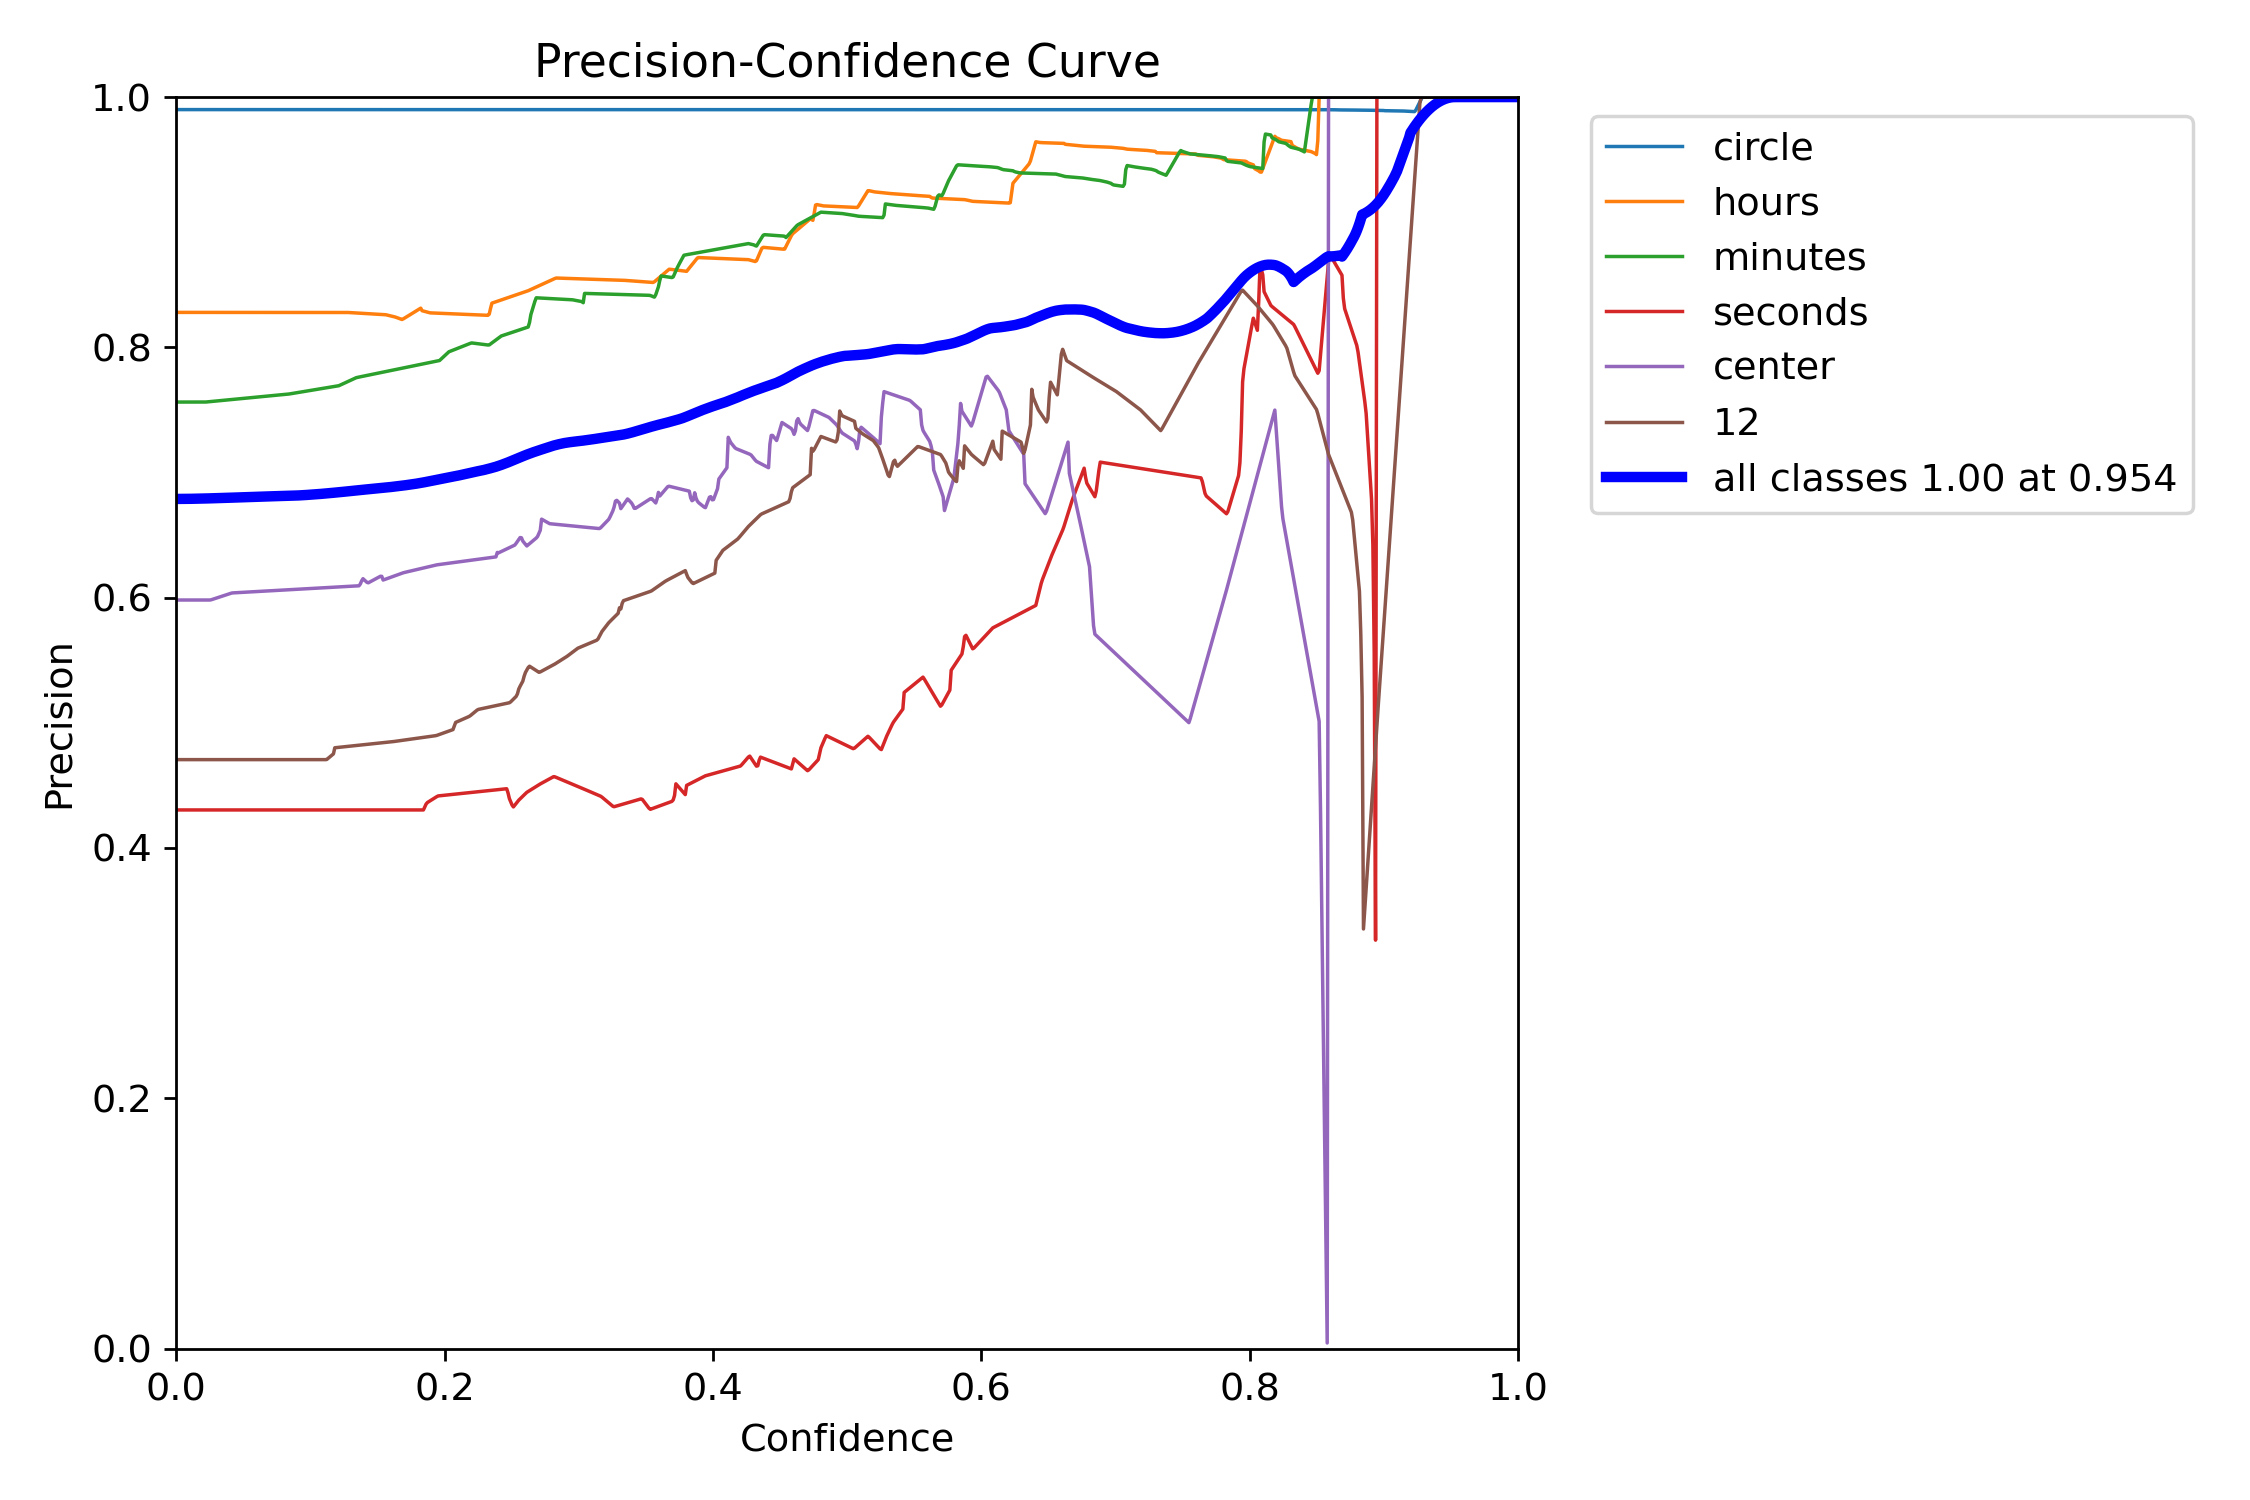 Precision-Confidence Curve
1.0
0.8
0.6
0.4
0.2
0.0
Precision
0.0 0.2 0.4 0.6 0.8 1.0
Confidence
circle
hours
minutes
seconds
center
12
all classes 1.00 at 0.954